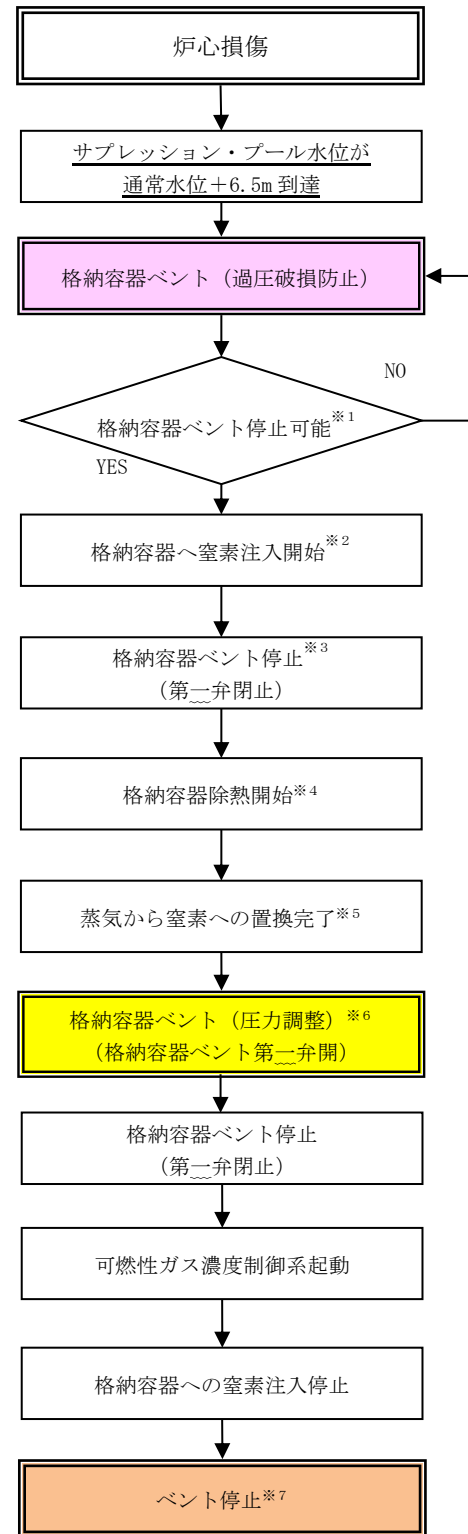 炉心損傷
サプレッション・プール水位が
通常水位＋6.5m 到達
格納容器ベント（過圧破損防止）
NO
格納容器ベント停止可能※1
YES
格納容器へ窒素注入開始※2
格納容器ベント停止※3
（第一弁閉止）
格納容器除熱開始※4
蒸気から窒素への置換完了※5
格納容器ベント（圧力調整）※6
（格納容器ベント第一弁開）
格納容器ベント停止
（第一弁閉止）
可燃性ガス濃度制御系起動
格納容器への窒素注入停止
ベント停止※7